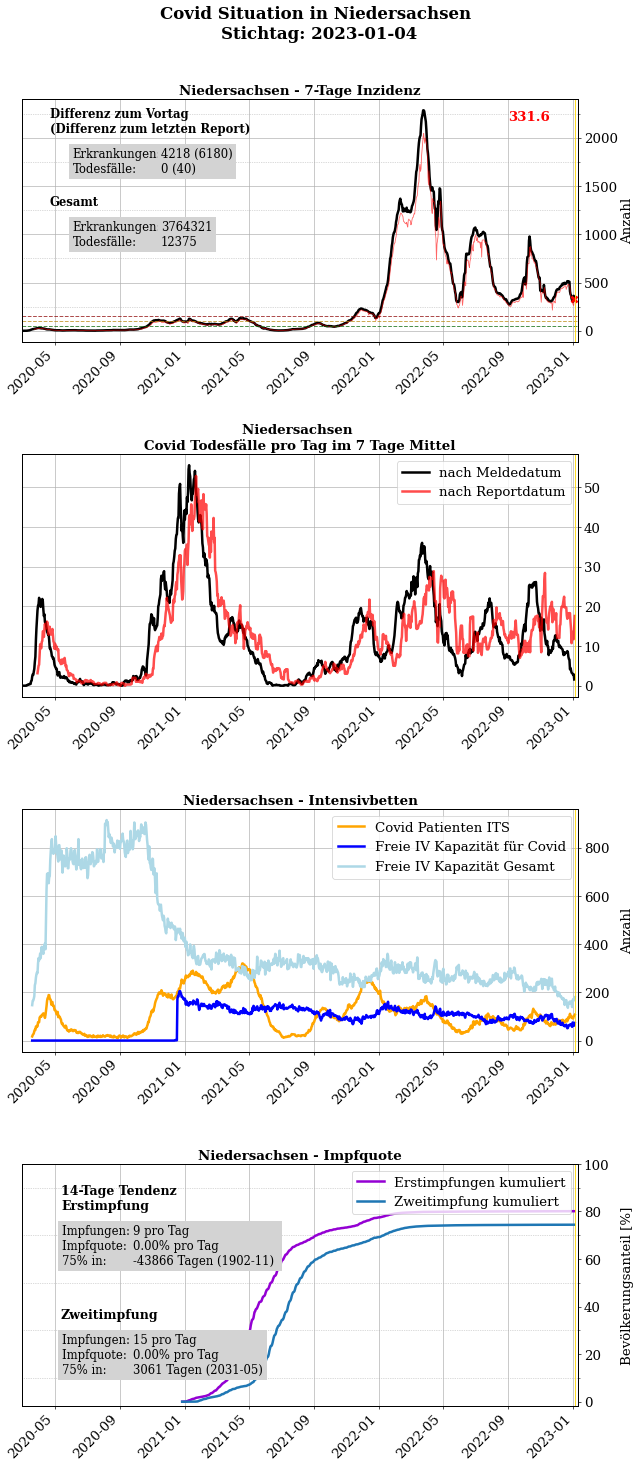 Covid Situation in Niedersachsen
Stichtag: 2023-01-04
Niedersachsen - 7-Tage Inzidenz
Differenz zum Vortag
(Differenz zum letzten Report)
Erkrankungen 4218 (6180)
Todesfälle: 0 (40)
Gesamt
Erkrankungen 3764321
Todesfälle: 12375
331.6
2000
1500
1000
500
0
Anzahl
2020-05 2020-09 2021-01 2021-05 2021-09 2022-01 2022-05 2022-09 2023-01
Niedersachsen
Covid Todesfälle pro Tag im 7 Tage Mittel
nach Meldedatum
nach Reportdatum
50
40
30
20
10
0
2020-05 2020-09 2021-01 2021-05 2021-09 2022-01 2022-05 2022-09 2023-01
Niedersachsen - Intensivbetten
Covid Patienten ITS
Freie IV Kapazität für Covid
Freie IV Kapazität Gesamt
800
600
400
200
0
Anzahl
2020-05 2020-09 2021-01 2021-05 2021-09 2022-01 2022-05 2022-09 2023-01
Niedersachsen - Impfquote
14-Tage Tendenz
Erstimpfung
Impfungen: 9 pro Tag
Impfquote: 0.00% pro Tag
75% in: -43866 Tagen (1902-11)
Zweitimpfung
Impfungen: 15 pro Tag
Impfquote: 0.00% pro Tag
75% in: 3061 Tagen (2031-05)
Erstimpfungen kumuliert
Zweitimpfung kumuliert
100
80
60
40
20
0
Bevölkerungsanteil [%]
2020-05 2020-09 2021-01 2021-05 2021-09 2022-01 2022-05 2022-09 2023-01